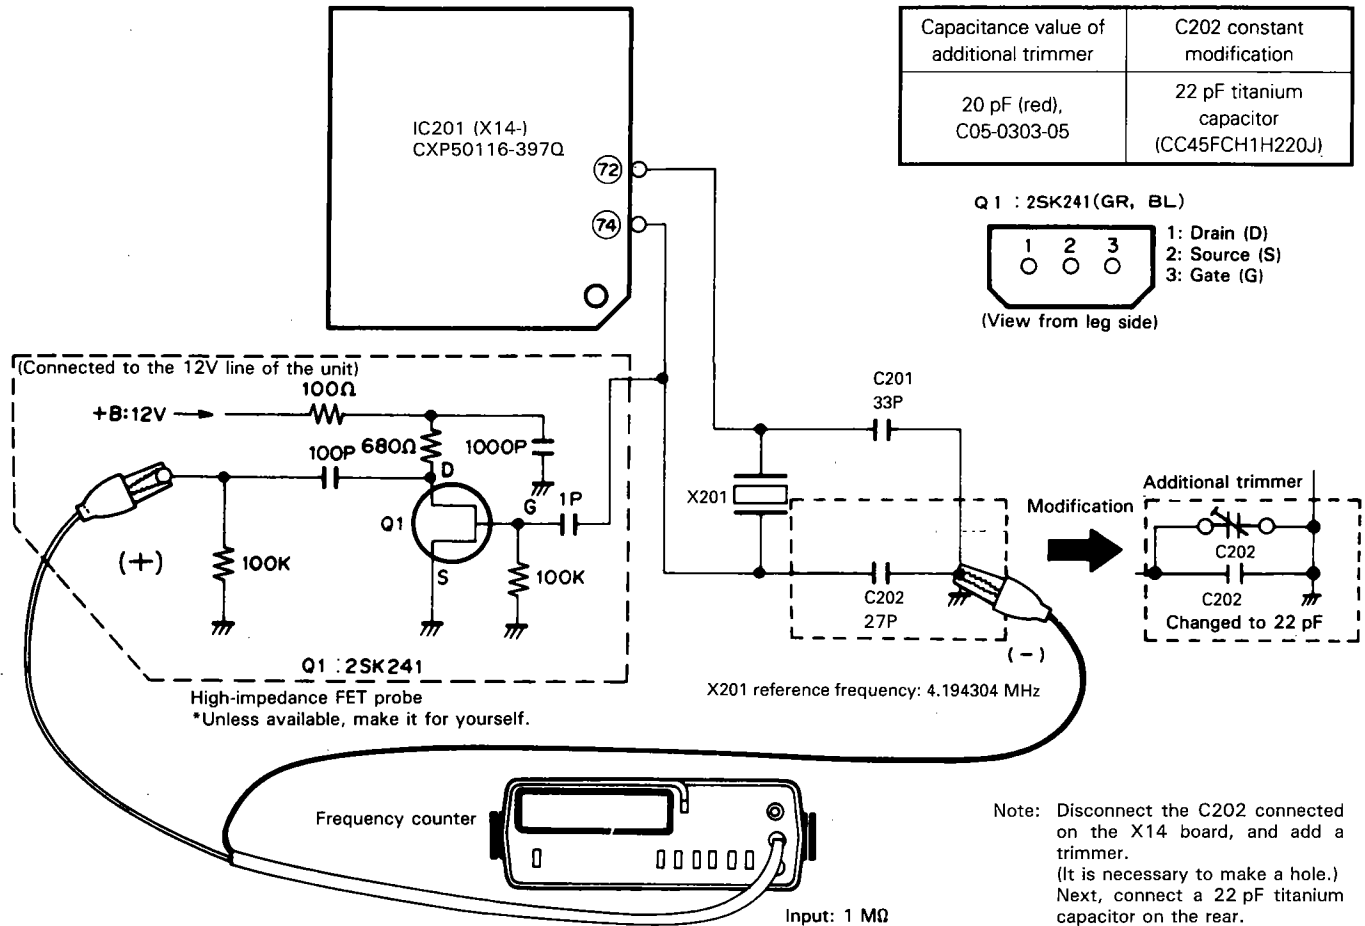 Capacitance value of additional trimmer
C202 constant modification
20 pF (red), C05-0303-05
22 pF titanium capacitor (CC45FCH1H220J)
IC201 (X14-)
CXP50116-397Q
72
74
Q1 : 2SK241(GR, BL)
1 2 3
1: Drain (D)
2: Source (S)
3: Gate (G)
(View from leg side)
(Connected to the 12V line of the unit)
100Ω
+B:12V
100P
680Ω
1000P
D
G
1P
Q1
S
(+)
100K
100K
Q1 : 2SK241
High-impedance FET probe
*Unless available, make it for yourself.
C201
33P
X201
C202
27P
(-)
X201 reference frequency: 4.194304 MHz
Modification
Additional trimmer
C202
C202
Changed to 22 pF
Frequency counter
Input: 1 MΩ
Note: Disconnect the C202 connected
on the X14 board, and add a
trimmer.
(It is necessary to make a hole.)
Next, connect a 22 pF titanium
capacitor on the rear.